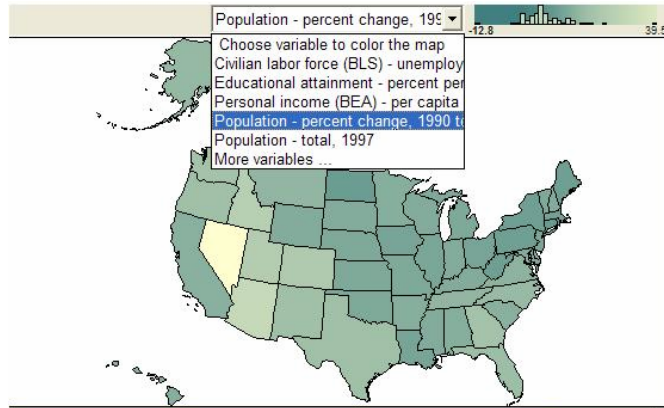 Population - percent change, 199
-12.8
39.5
Choose variable to color the map
Civilian labor force (BLS) - unemploy
Educational attainment - percent per
Personal income (BEA) - per capita
Population - percent change, 1990 to
Population - total, 1997
More variables ...